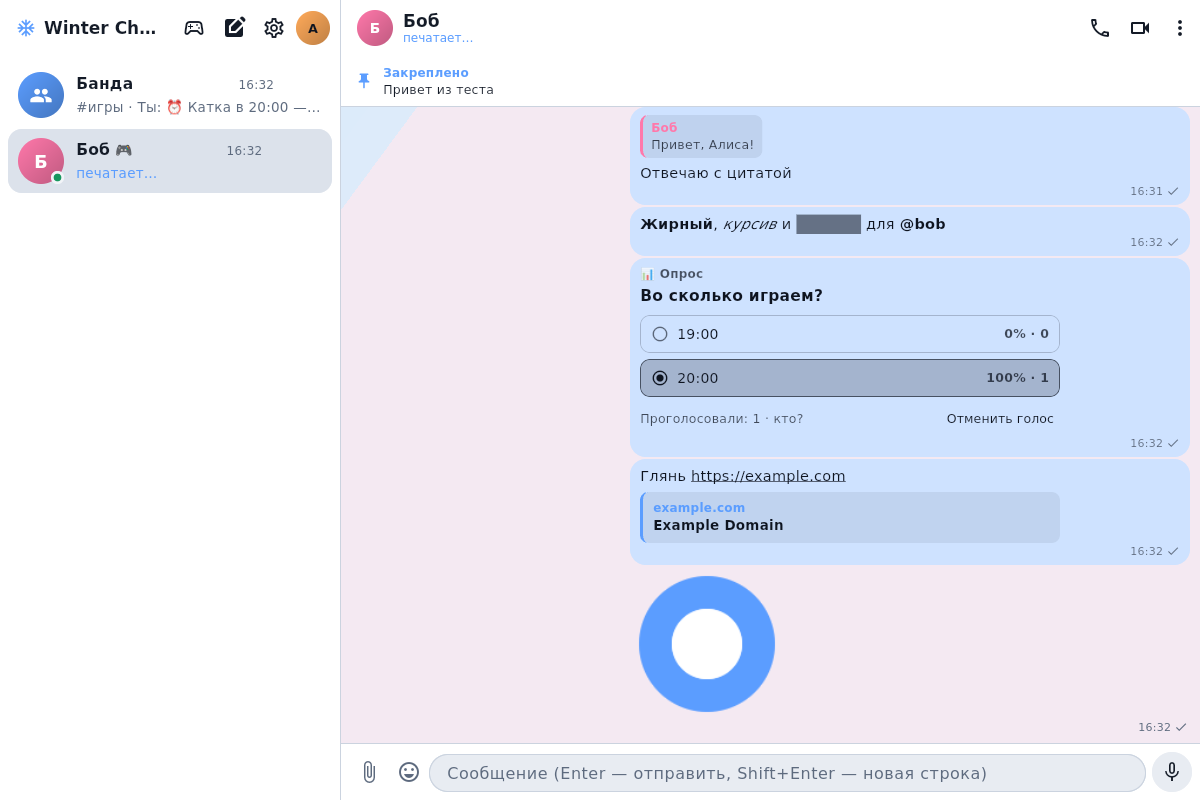 Winter Ch...
A
Банда
16:32
#игры · Ты: ⏰ Катка в 20:00 —...
Б
Боб 🎮
16:32
печатает...
Б
Боб
печатает...
Закреплено
Привет из теста
Боб
Привет, Алиса!
Отвечаю с цитатой
16:31
Жирный, курсив и для @bob
16:32
📊 Опрос
Во сколько играем?
19:00
0% · 0
20:00
100% · 1
Проголосовали: 1 · кто?
Отменить голос
16:32
Глянь https://example.com
example.com
Example Domain
16:32
16:32
Сообщение (Enter — отправить, Shift+Enter — новая строка)